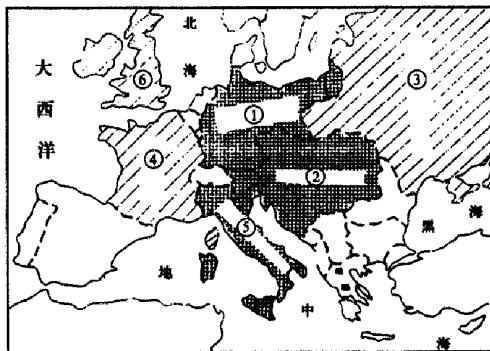 北
海
大
西
洋
⑥
③
①
④
②
⑤
黑
海
地
中
海